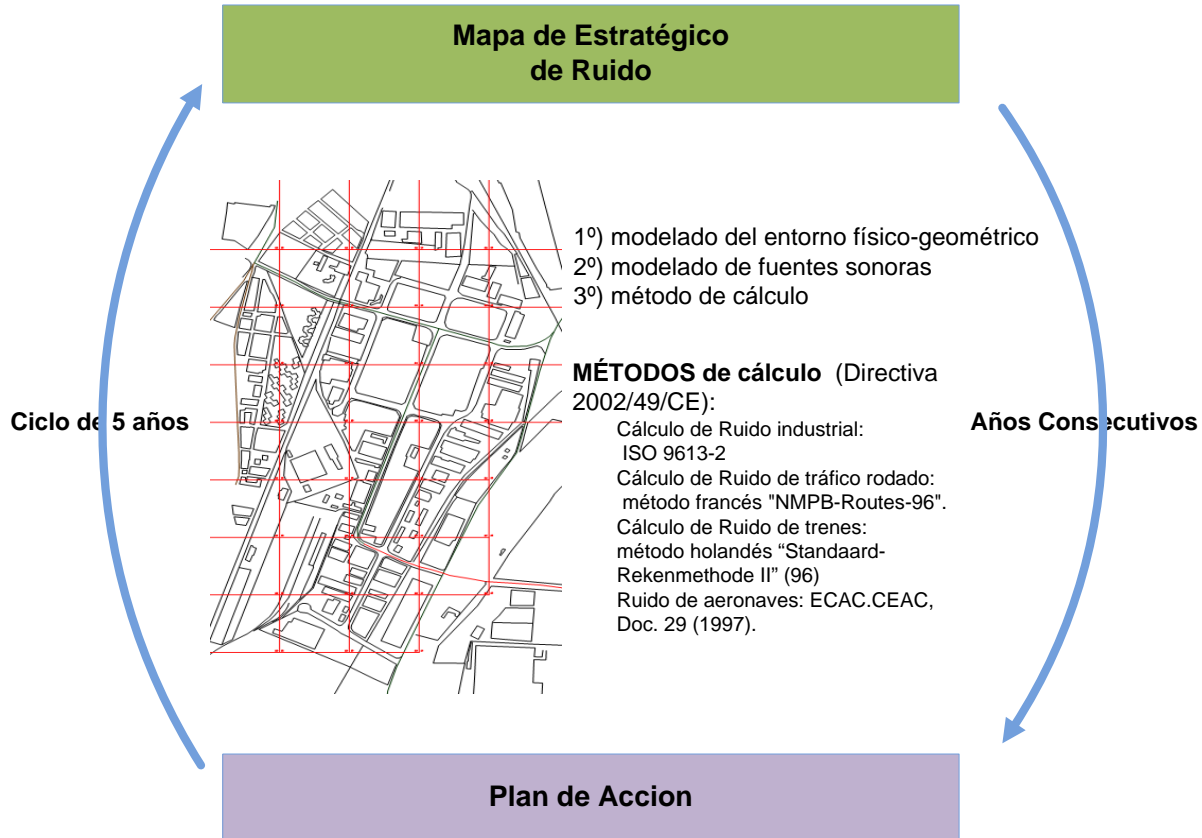 Mapa de Estratégico
de Ruido
1º) modelado del entorno físico-geométrico
2º) modelado de fuentes sonoras
3º) método de cálculo
MÉTODOS de cálculo (Directiva
2002/49/CE):
Cálculo de Ruido industrial:
ISO 9613-2
Cálculo de Ruido de tráfico rodado:
método francés "NMPB-Routes-96".
Cálculo de Ruido de trenes:
método holandés “Standaard-
Rekenmethode II” (96)
Ruido de aeronaves: ECAC.CEAC,
Doc. 29 (1997).
Ciclo de 5 años
Años Consecutivos
Plan de Accion